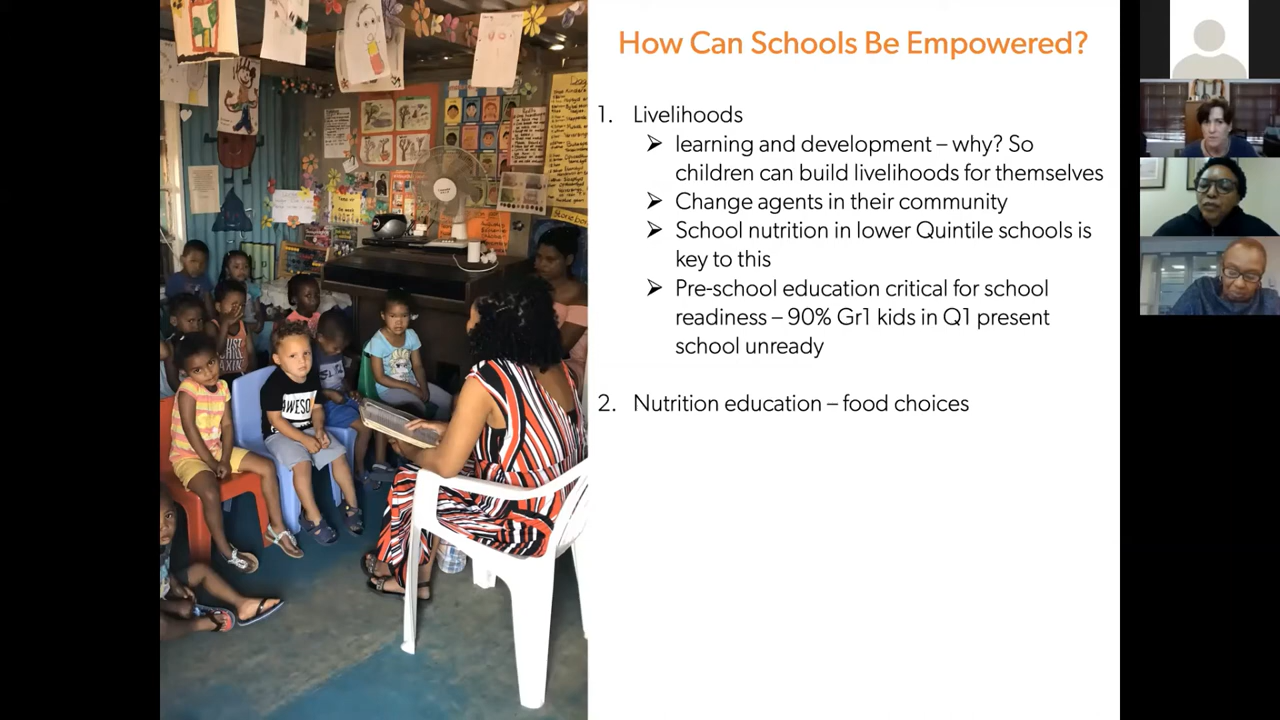 How Can Schools Be Empowered?
1. Livelihoods
➢ learning and development – why? So
children can build livelihoods for themselves
➢ Change agents in their community
➢ School nutrition in lower Quintile schools is
key to this
➢ Pre-school education critical for school
readiness – 90% Gr1 kids in Q1 present
school unready
2. Nutrition education – food choices
AWESO